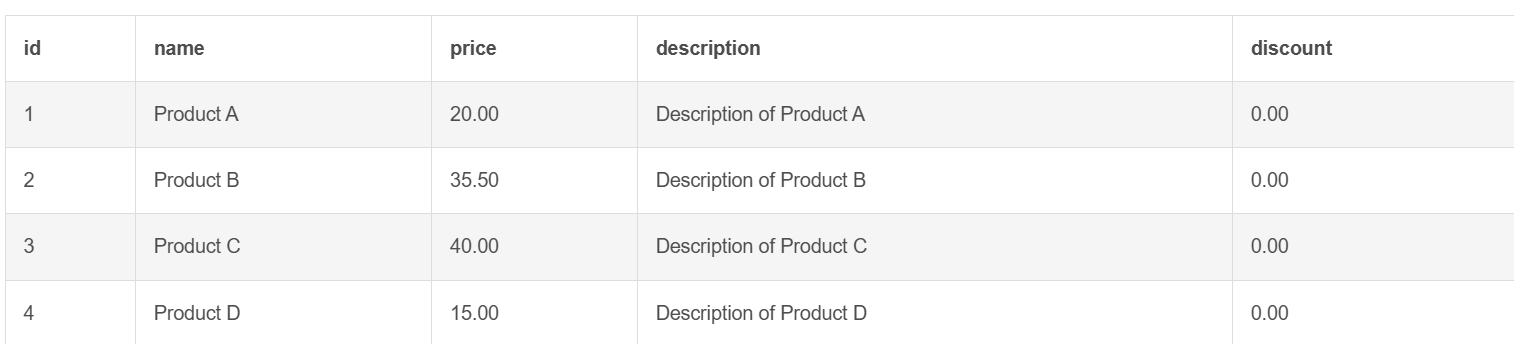 id name price description discount
1 Product A 20.00 Description of Product A 0.00
2 Product B 35.50 Description of Product B 0.00
3 Product C 40.00 Description of Product C 0.00
4 Product D 15.00 Description of Product D 0.00